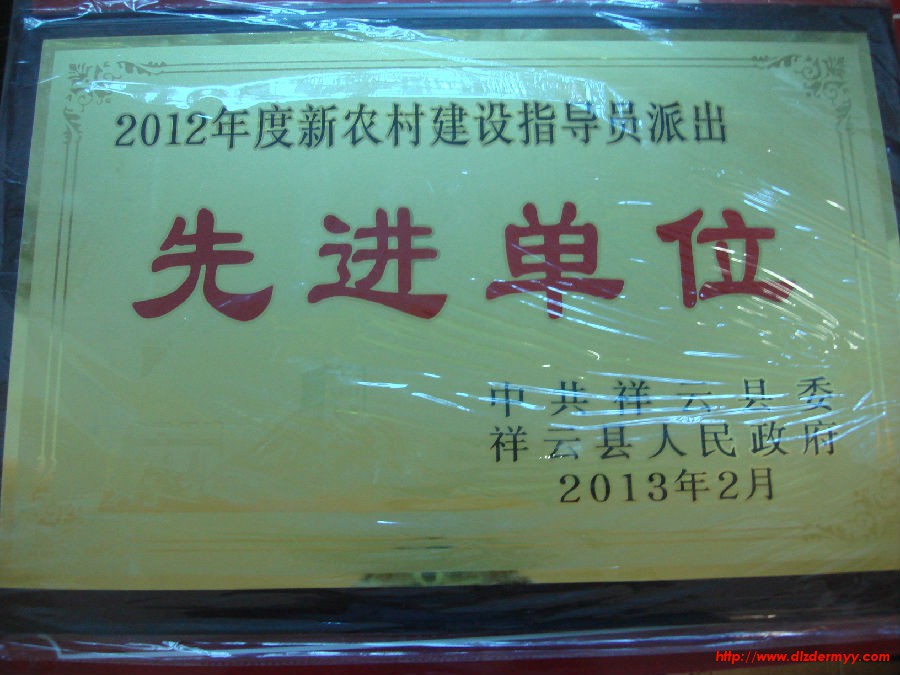 2012年度新农村建设指导员派出
先进单位
中共祥云县委
祥云县人民政府
2013年2月
http://www.dlzdermyy.com